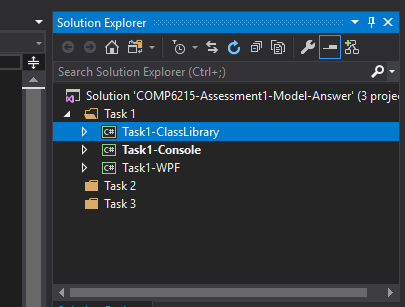 Solution Explorer
Search Solution Explorer (Ctrl+;)
Solution 'COMP6215-Assessment1-Model-Answer' (3 proje
Task 1
C# Task1-ClassLibrary
C# Task1-Console
C# Task1-WPF
Task 2
Task 3